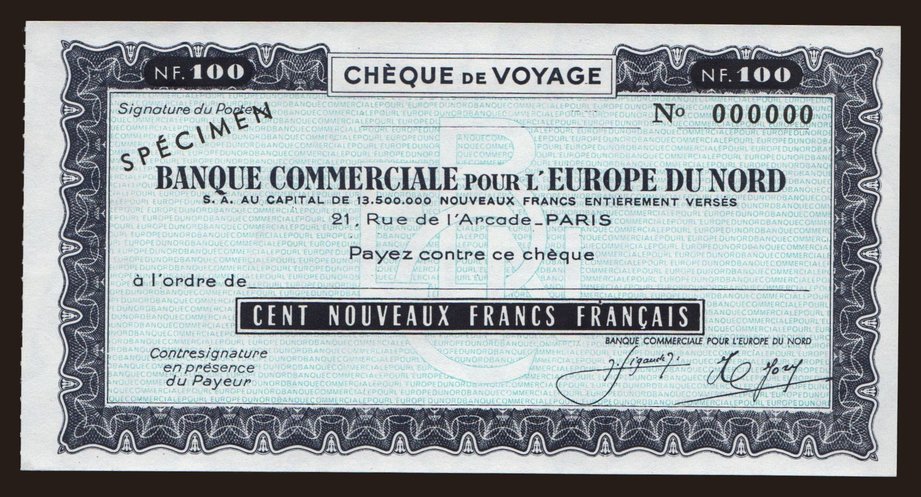 NF. 100
CHÈQUE DE VOYAGE
NF. 100
Signature du Porteur
No 000000
SPÉCIMEN
BANQUE COMMERCIALE POUR L'EUROPE DU NORD
S. A. AU CAPITAL DE 13.500.000 NOUVEAUX FRANCS ENTIÈREMENT VERSÉS
21, Rue de l'Arcade_PARIS
Payez contre ce chèque
à l'ordre de
CENT NOUVEAUX FRANCS FRANÇAIS
BANQUE COMMERCIALE POUR L'EUROPE DU NORD
Contresignature
en présence
du Payeur